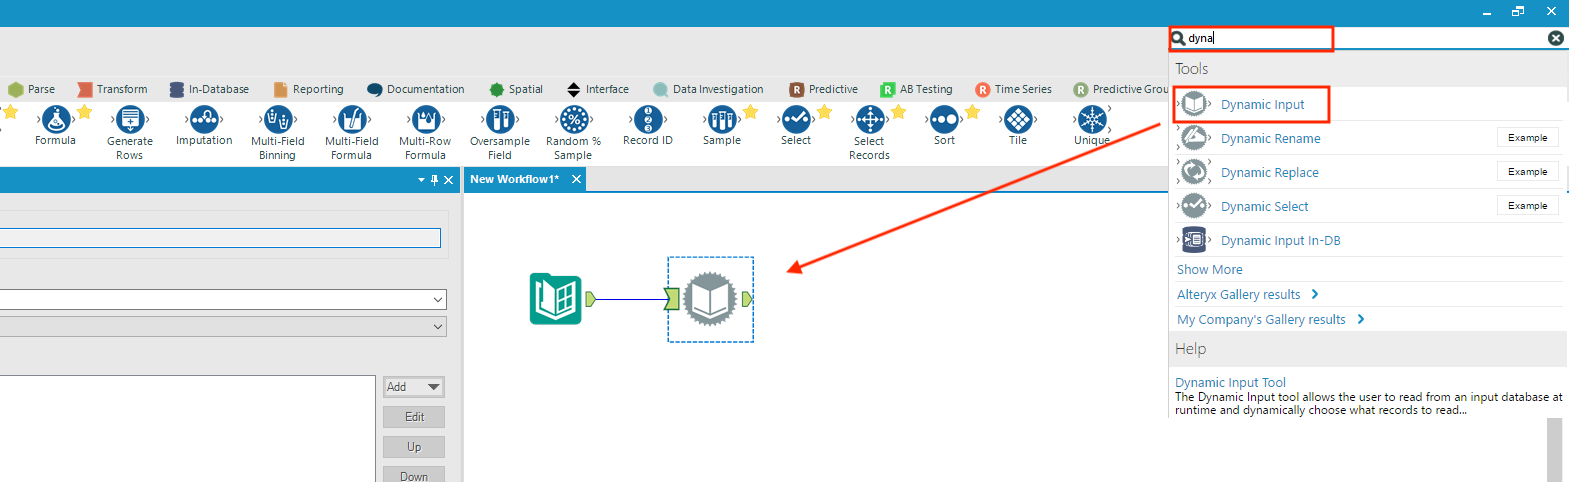 dyna
Tools
Parse Transform In-Database Reporting Documentation Spatial Interface Data Investigation R Predictive R AB Testing R Time Series R Predictive Grou
Formula
Generate Rows
Imputation
Multi-Field Binning
Multi-Field Formula
Multi-Row Formula
Oversample Field
Random % Sample
1 2 3
Record ID
Sample
Select
Select Records
Sort
Tile
Unique
Dynamic Input
Dynamic Rename Example
Dynamic Replace Example
Dynamic Select Example
Dynamic Input In-DB
Show More
Alteryx Gallery results
My Company's Gallery results
Help
Dynamic Input Tool
The Dynamic Input tool allows the user to read from an input database at
runtime and dynamically choose what records to read...
New Workflow1*
Add
Edit
Up
Down